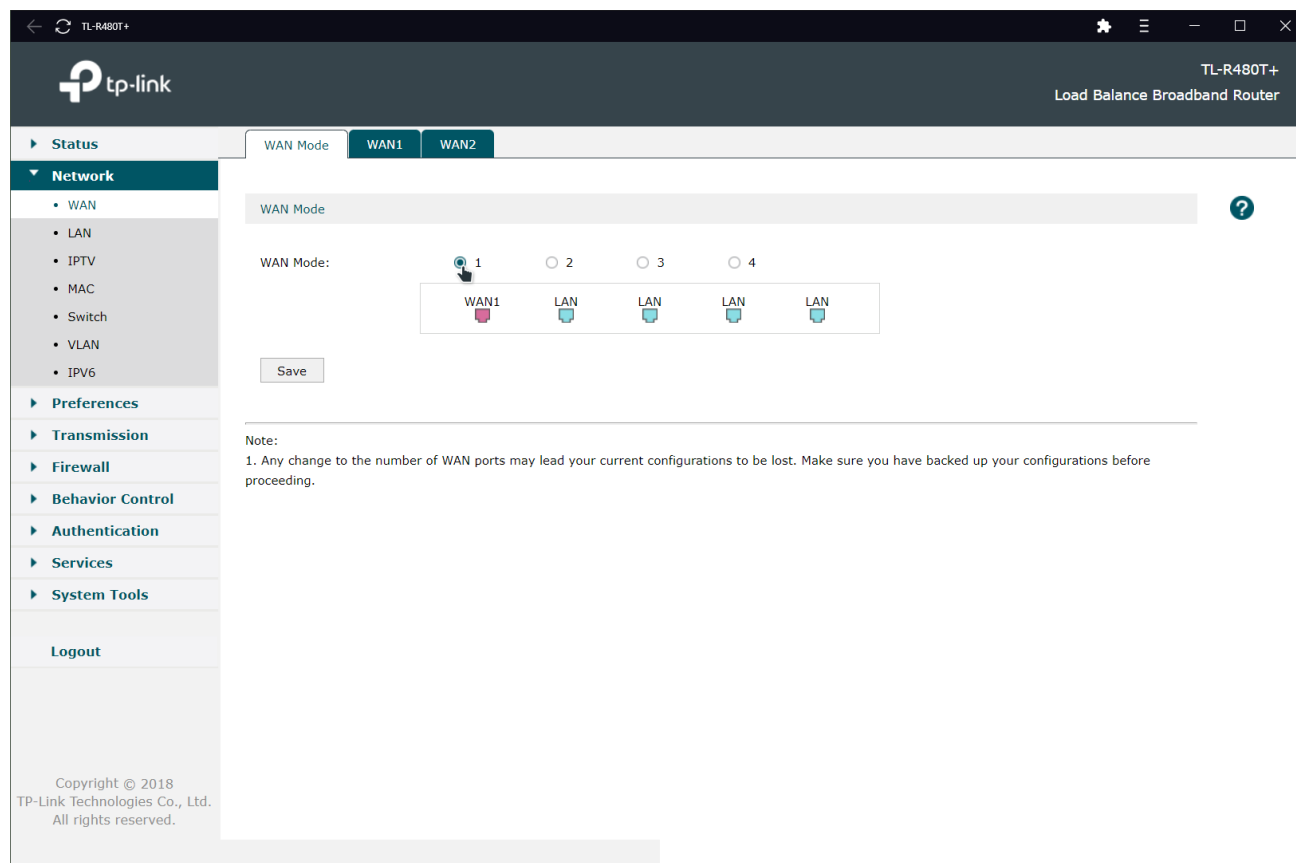 TL-R480T+
tp-link
TL-R480T+
Load Balance Broadband Router
Status
Network
WAN
LAN
IPTV
MAC
Switch
VLAN
IPV6
Preferences
Transmission
Firewall
Behavior Control
Authentication
Services
System Tools
Logout
Copyright © 2018
TP-Link Technologies Co., Ltd.
All rights reserved.
WAN Mode WAN1 WAN2
WAN Mode
?
WAN Mode: 1 2 3 4
WAN1 LAN LAN LAN LAN
Save
Note:
1. Any change to the number of WAN ports may lead your current configurations to be lost. Make sure you have backed up your configurations before
proceeding.